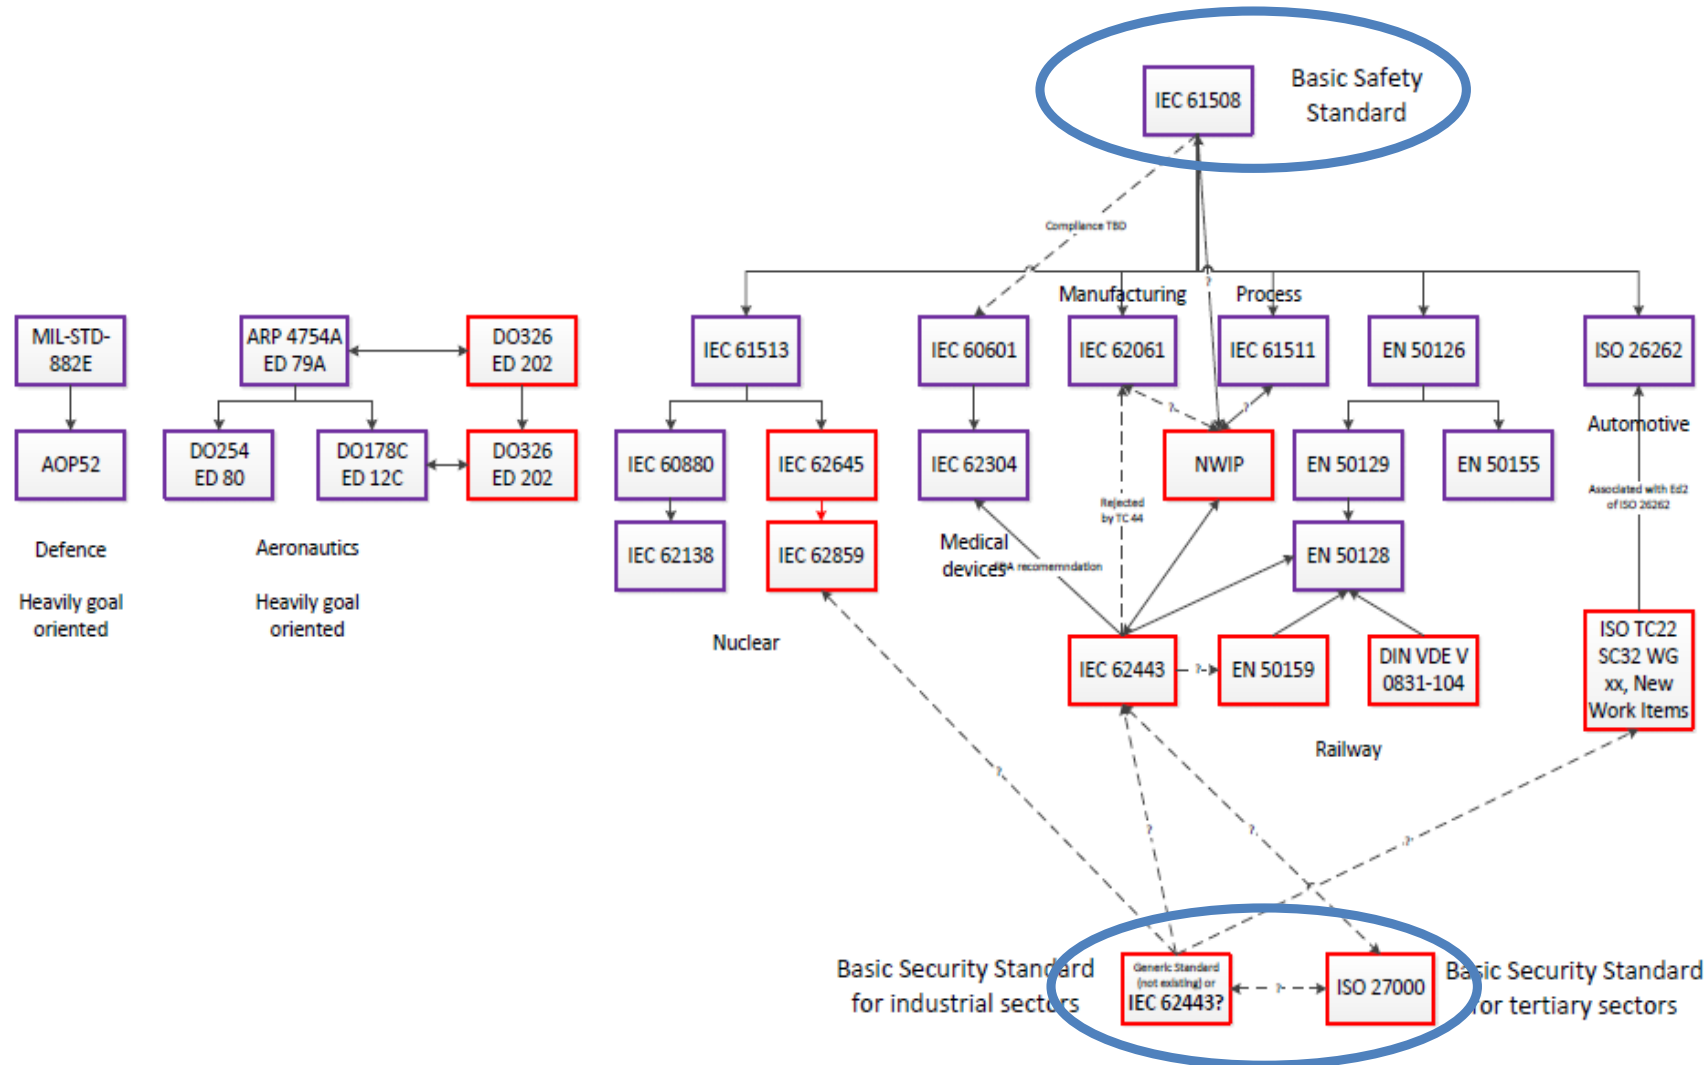 IEC 61508
Basic Safety
Standard
Compliance TBD
?
Manufacturing
Process
MIL-STD-
882E
ARP 4754A
ED 79A
DO326
ED 202
IEC 61513
IEC 60601
IEC 62061
IEC 61511
EN 50126
ISO 26262
?
?
Automotive
AOP52
DO254
ED 80
DO178C
ED 12C
DO326
ED 202
IEC 60880
IEC 62645
IEC 62304
NWIP
EN 50129
EN 50155
Rejected
by TC 44
Associated with Ed2
of ISO 26262
Defence
Aeronautics
IEC 62138
IEC 62859
Medical
devices
recomemndation
EN 50128
Heavily goal
oriented
Heavily goal
oriented
Nuclear
IEC 62443
?
EN 50159
DIN VDE V
0831-104
ISO TC22
SC32 WG
xx, New
Work Items
Railway
?
?
?
?
?
Basic Security Standard
for industrial sectors
Generic Standard
(not existing) or
IEC 62443?
?
ISO 27000
Basic Security Standard
for tertiary sectors